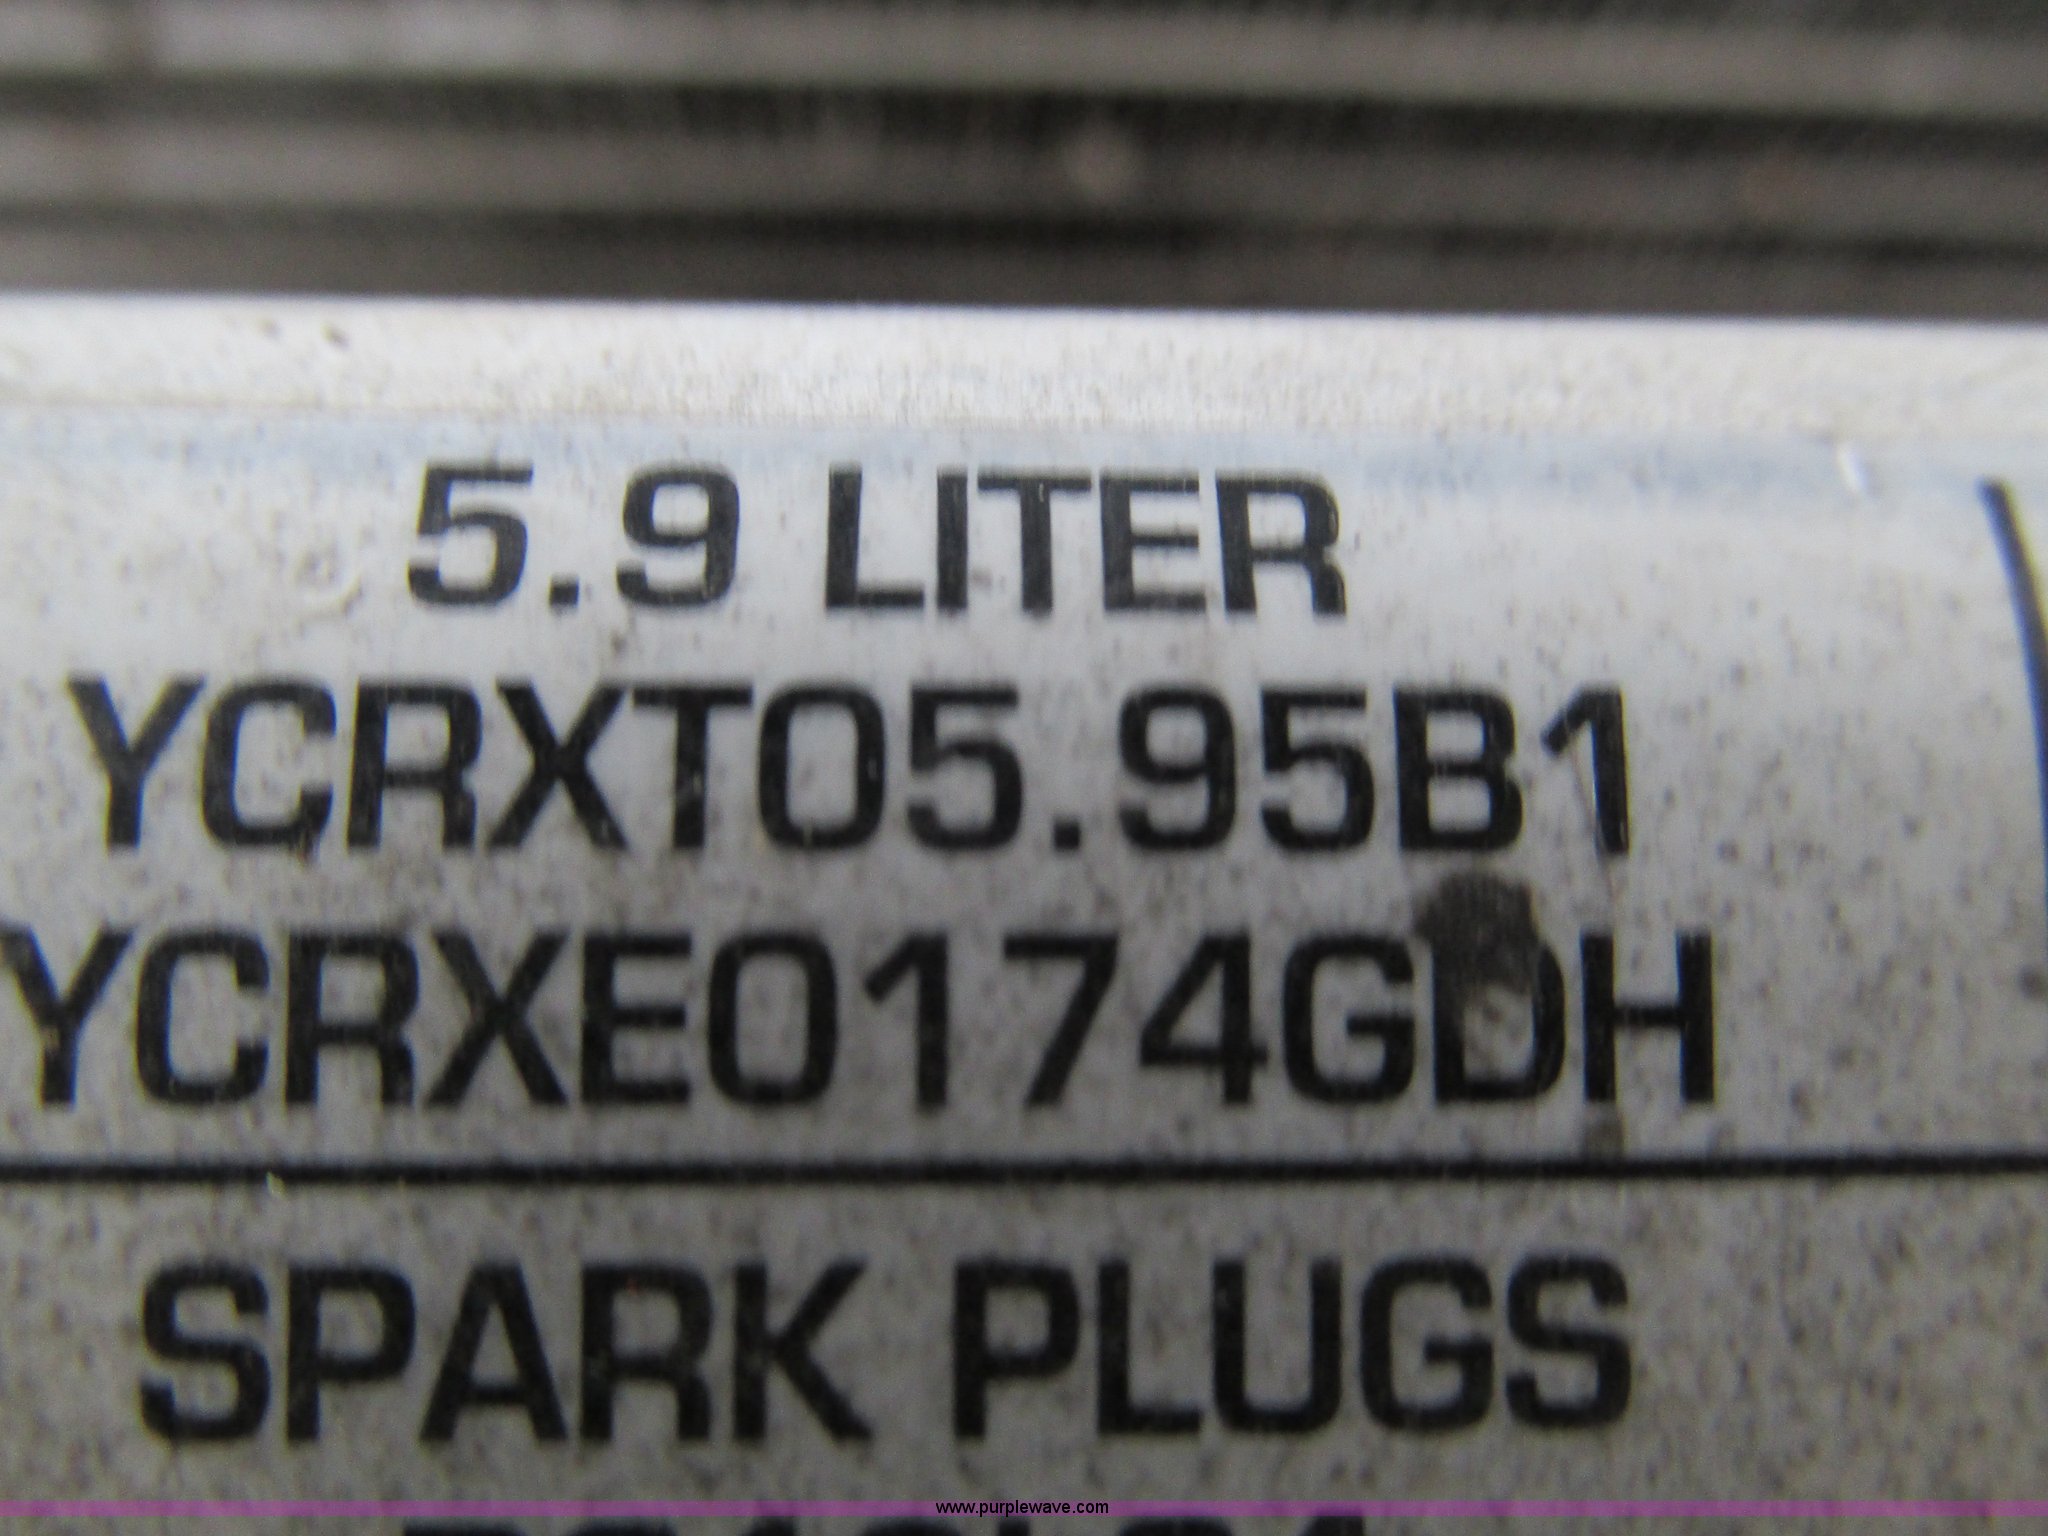 5.9 LITER
YCRXT05.95B1
YCRXE0174GDH
SPARK PLUGS
www.purplewave.com